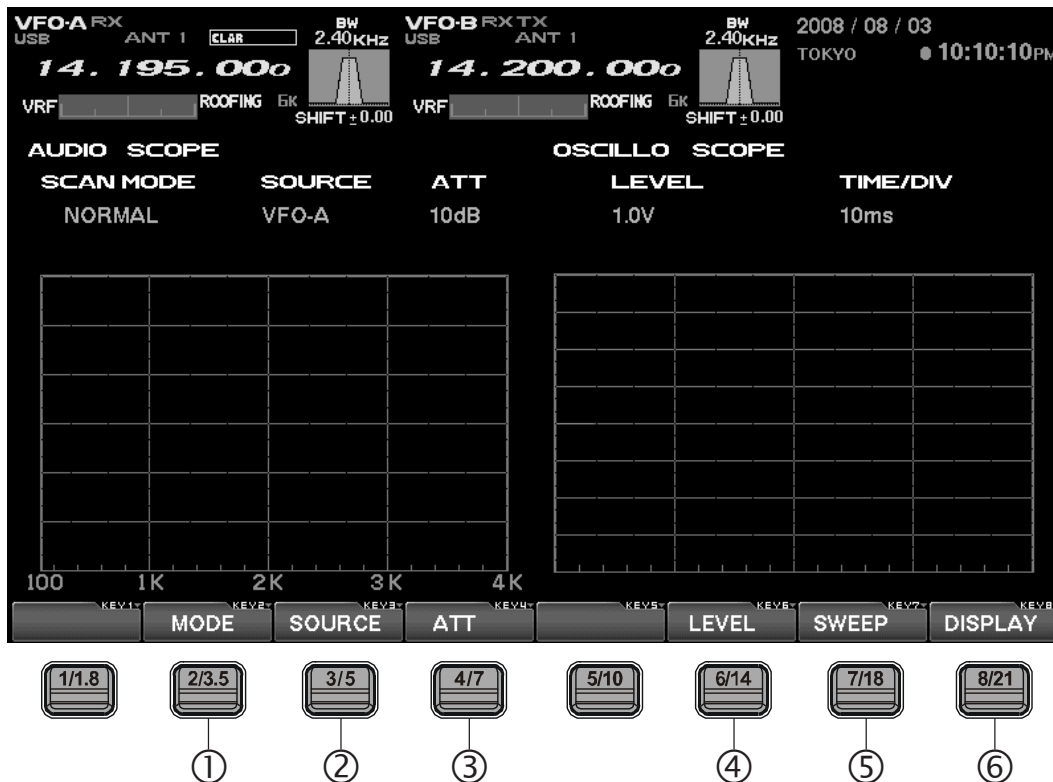 VFO-A RX
USB ANT 1 CLAR
BW
2.40KHz
14.195.000
VRF ROOFING 6K
SHIFT ±0.00
VFO-B RX TX
USB ANT 1
BW
2.40KHz
14.200.000
VRF ROOFING 6K
SHIFT ±0.00
2008 / 08 / 03
TOKYO 10:10:10PM
AUDIO SCOPE
SCAN MODE SOURCE ATT
NORMAL VFO-A 10dB
100 1K 2K 3K 4K
OSCILLO SCOPE
LEVEL TIME/DIV
1.0V 10ms
KEY1 KEY2 KEY3 KEY4 KEY5 KEY6 KEY7 KEY8
MODE SOURCE ATT LEVEL SWEEP DISPLAY
1/1.8 2/3.5 3/5 4/7 5/10 6/14 7/18 8/21
① ② ③ ④ ⑤ ⑥